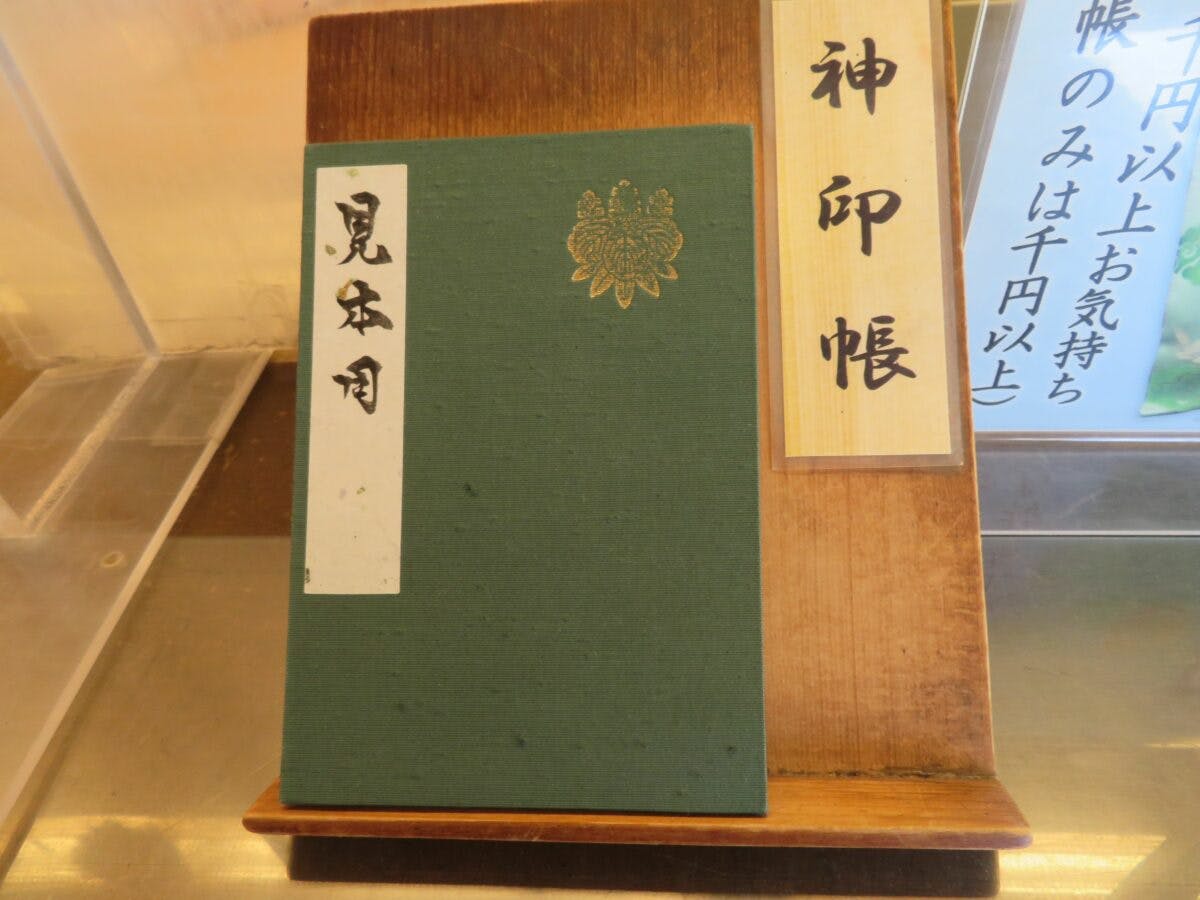 神印帳
見本用
千円以上お気持ち
帳のみは千円以上)